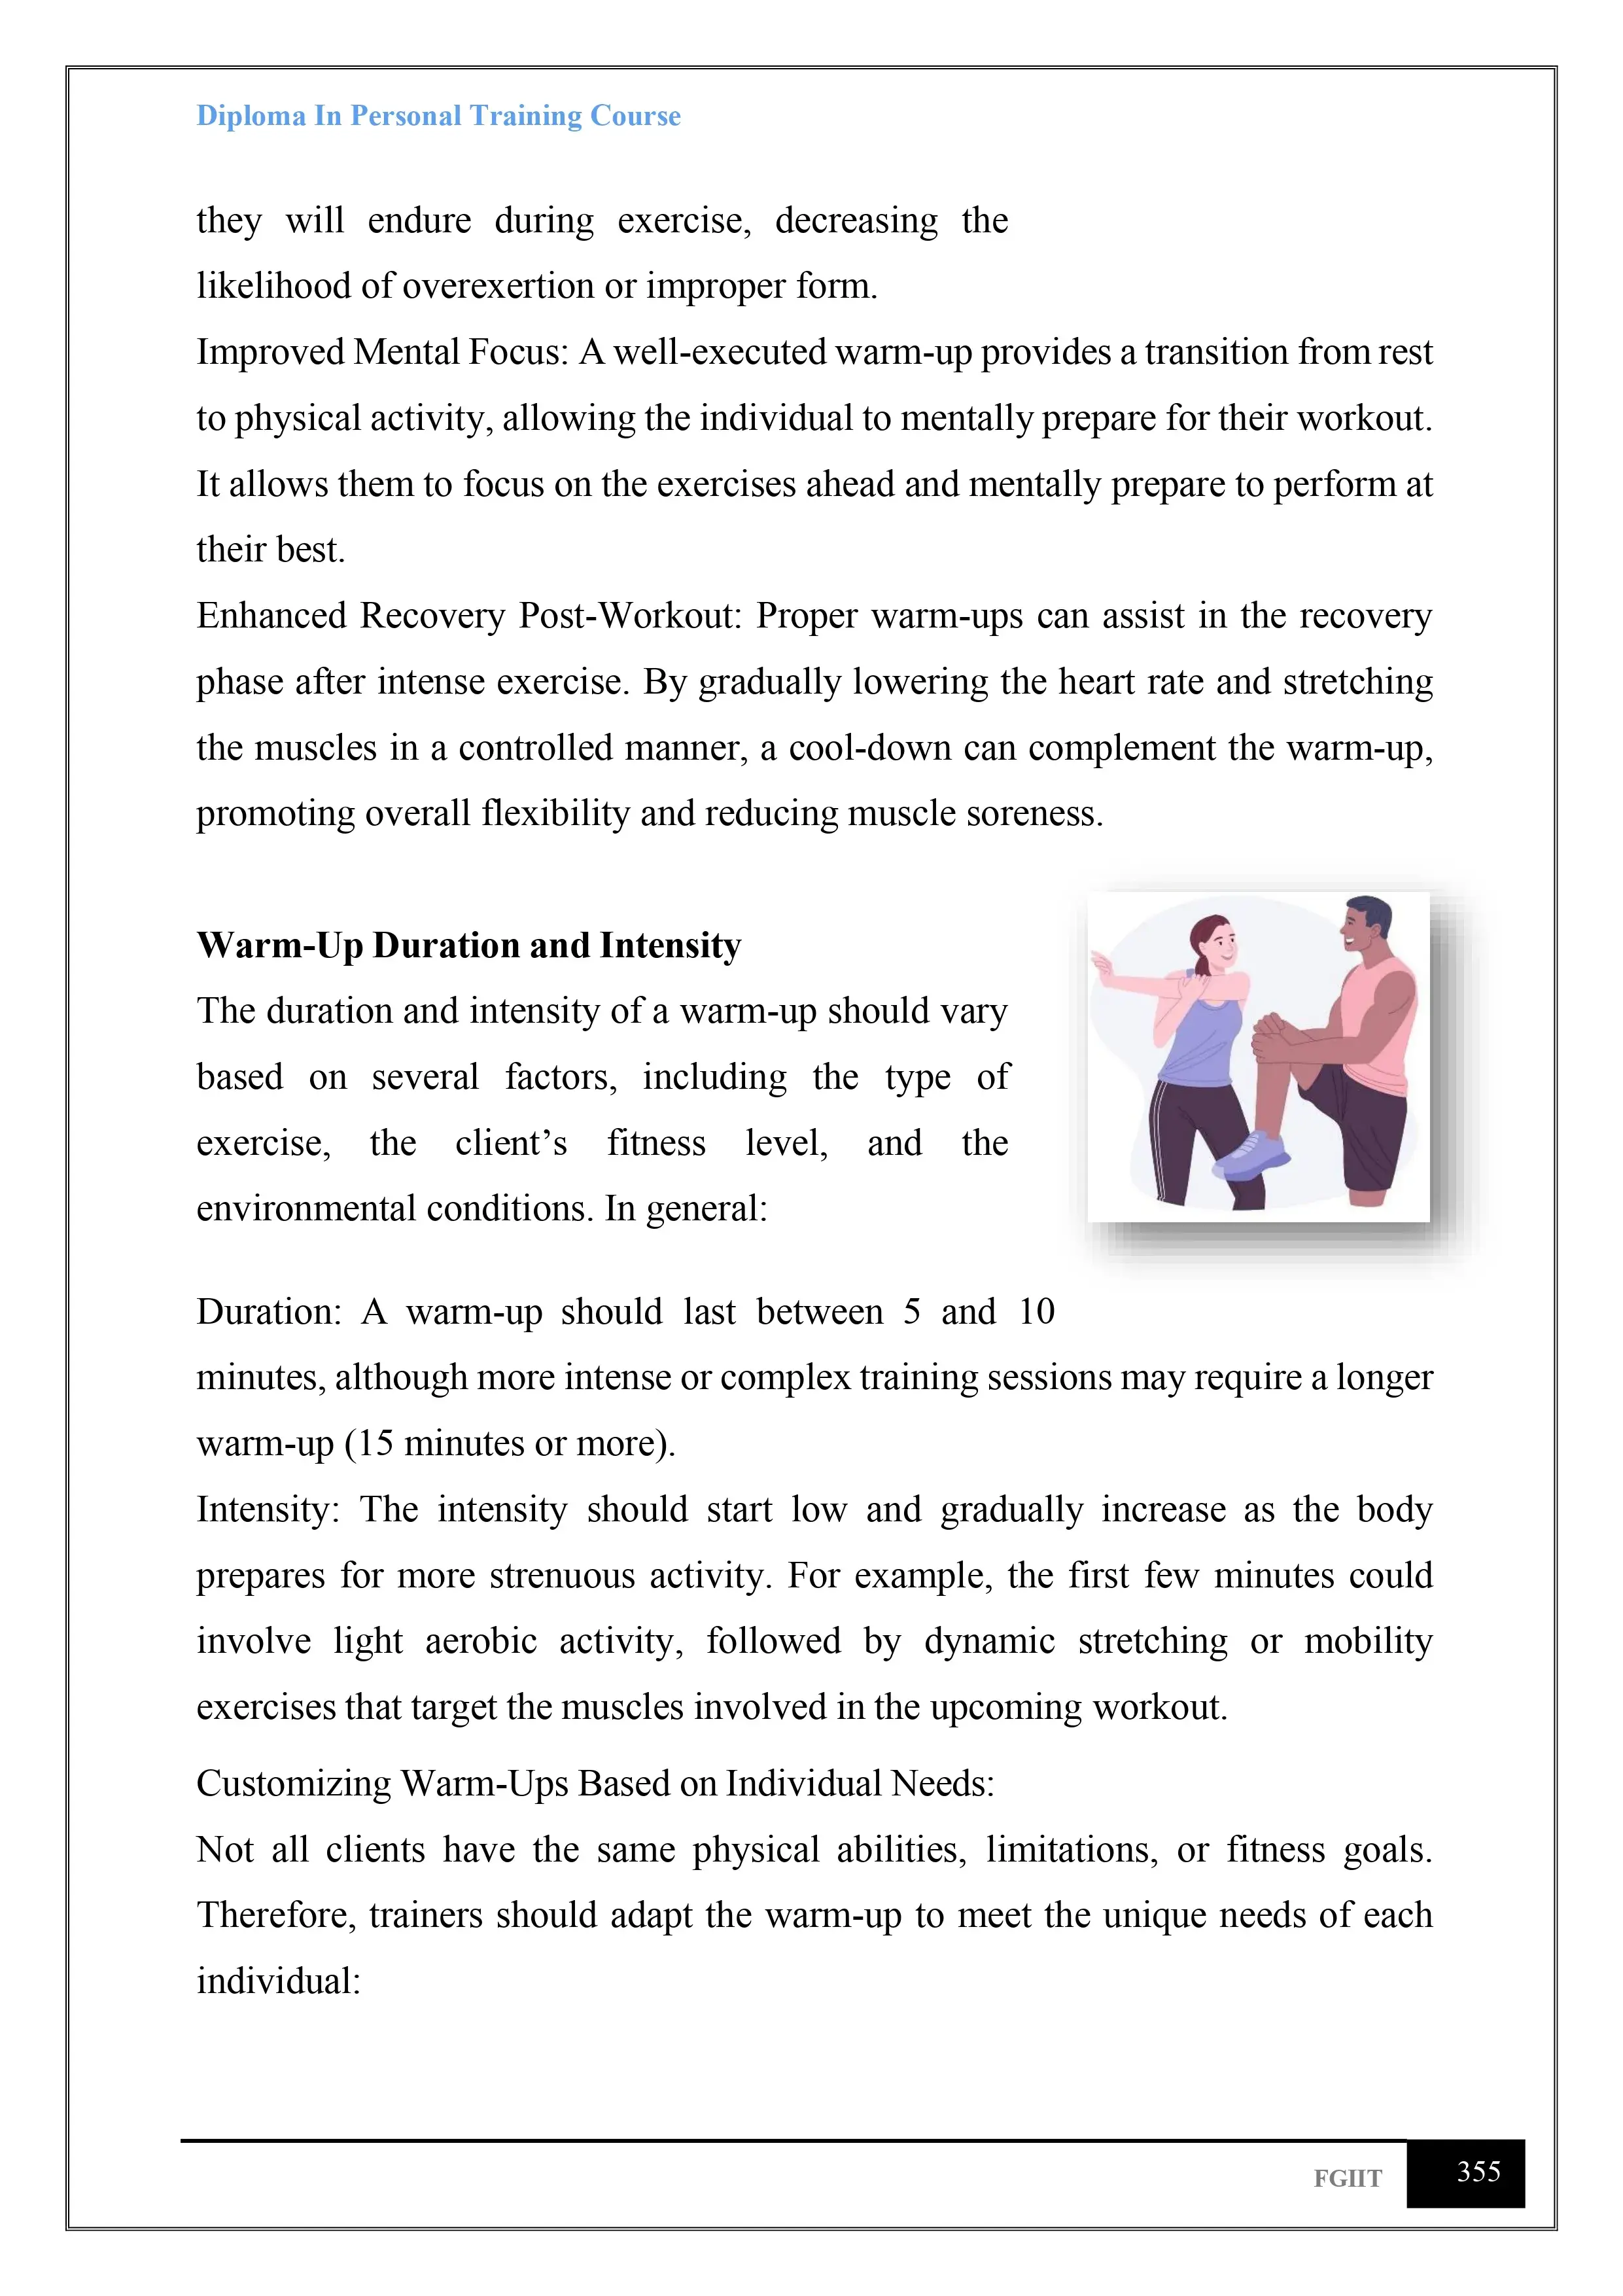 Diploma In Personal Training Course
they will endure during exercise, decreasing the
likelihood of overexertion or improper form.
Improved Mental Focus: A well-executed warm-up provides a transition from rest
to physical activity, allowing the individual to mentally prepare for their workout.
It allows them to focus on the exercises ahead and mentally prepare to perform at
their best.
Enhanced Recovery Post-Workout: Proper warm-ups can assist in the recovery
phase after intense exercise. By gradually lowering the heart rate and stretching
the muscles in a controlled manner, a cool-down can complement the warm-up,
promoting overall flexibility and reducing muscle soreness.
Warm-Up Duration and Intensity
The duration and intensity of a warm-up should vary
based on several factors, including the type of
exercise, the client’s fitness level, and the
environmental conditions. In general:
Duration: A warm-up should last between 5 and 10
minutes, although more intense or complex training sessions may require a longer
warm-up (15 minutes or more).
Intensity: The intensity should start low and gradually increase as the body
prepares for more strenuous activity. For example, the first few minutes could
involve light aerobic activity, followed by dynamic stretching or mobility
exercises that target the muscles involved in the upcoming workout.
Customizing Warm-Ups Based on Individual Needs:
Not all clients have the same physical abilities, limitations, or fitness goals.
Therefore, trainers should adapt the warm-up to meet the unique needs of each
individual:
FGIIT
355